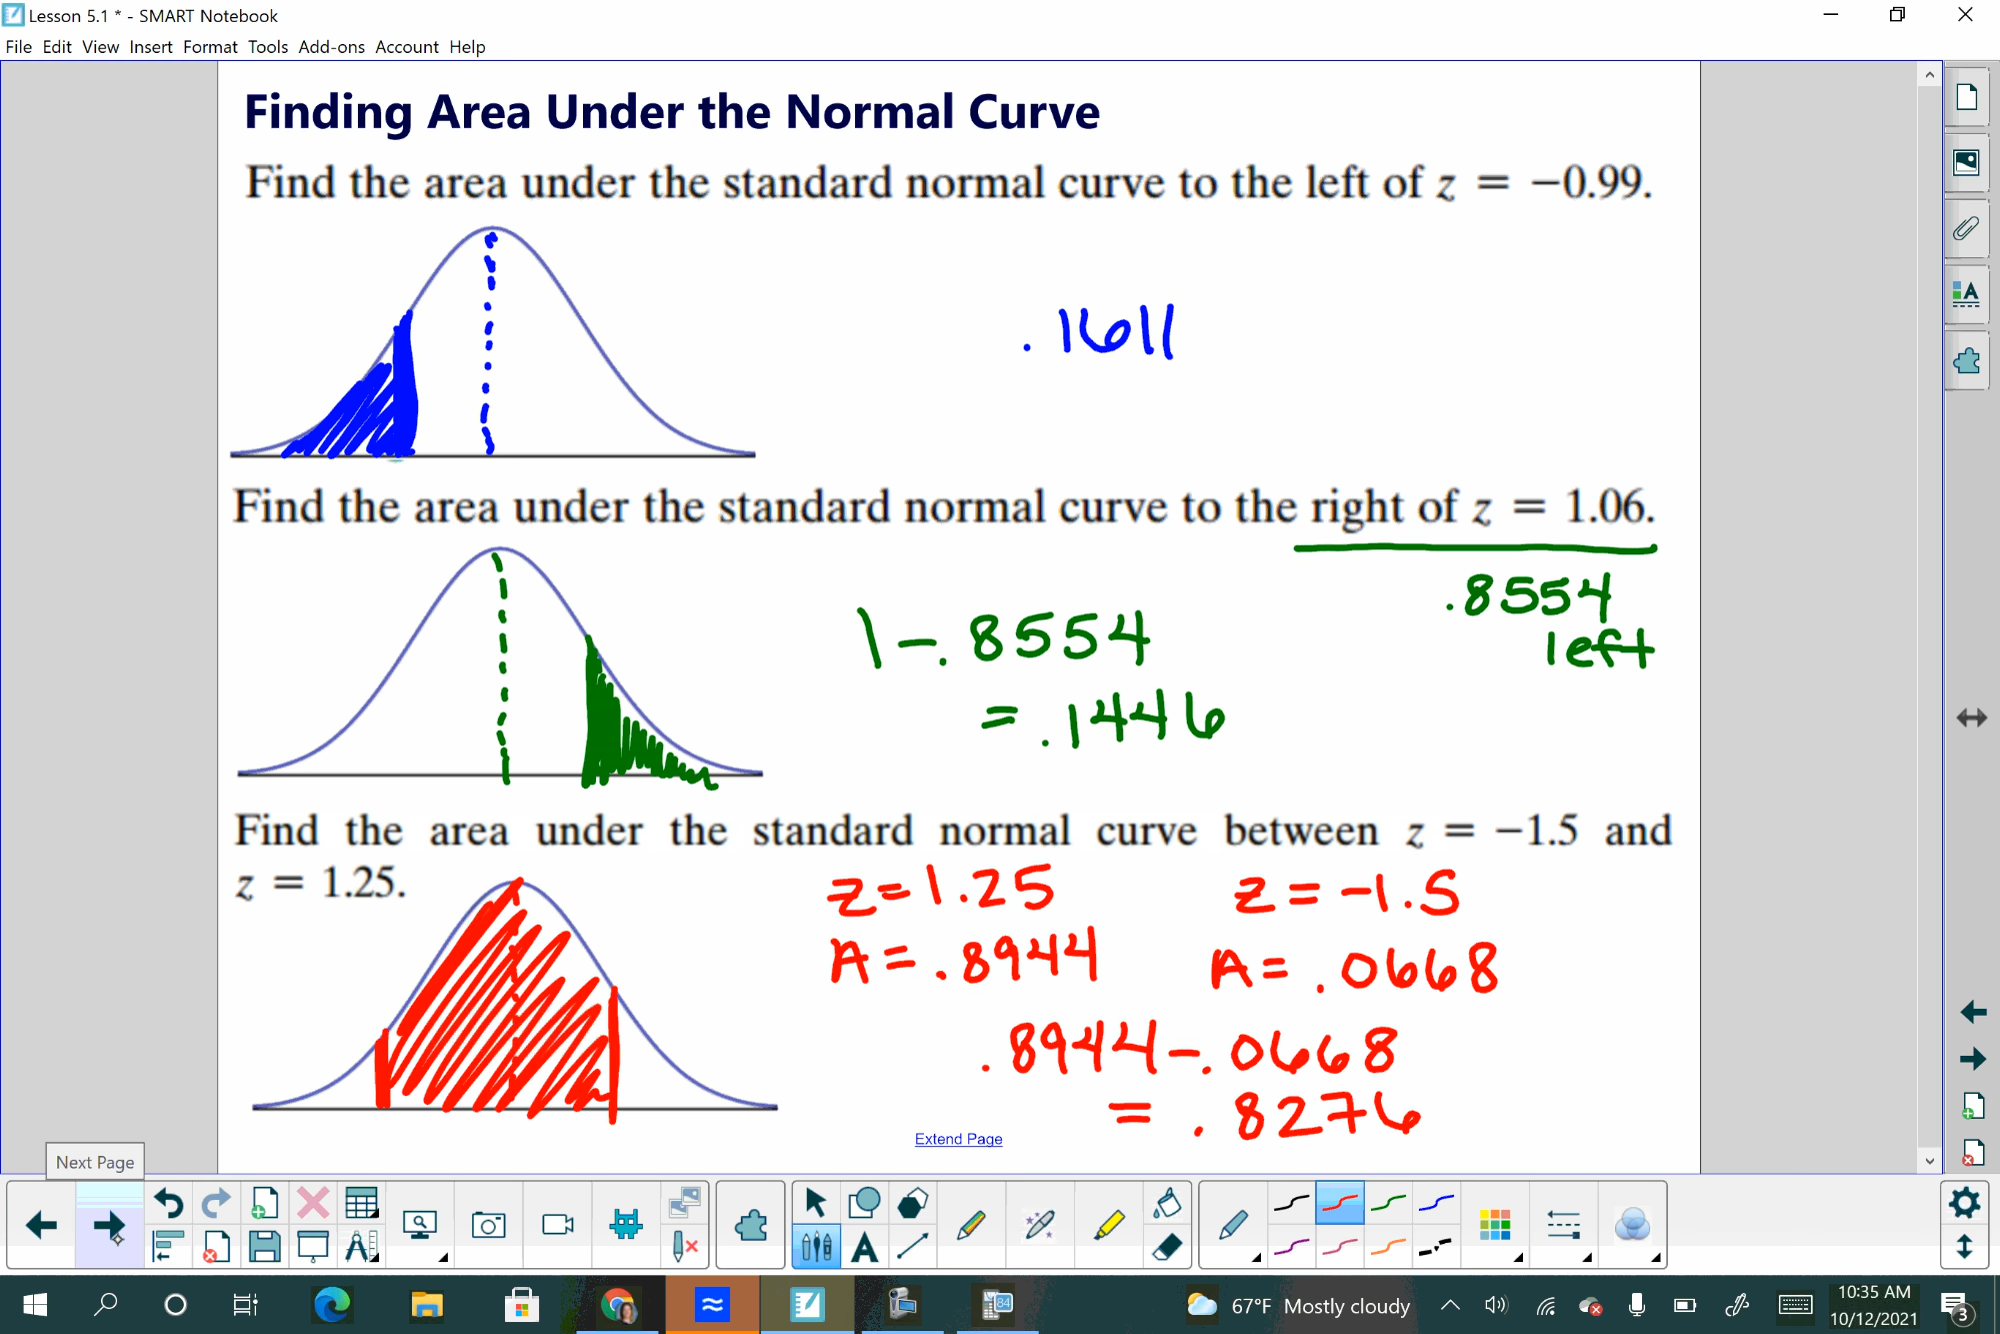 Lesson 5.1 * - SMART Notebook
File Edit View Insert Format Tools Add-ons Account Help
Finding Area Under the Normal Curve
Find the area under the standard normal curve to the left of z = −0.99.
.1611
Find the area under the standard normal curve to the right of z = 1.06.
.8554
left
1-.8554
= .1446
Find the area under the standard normal curve between z = −1.5 and
z = 1.25.
z=1.25
A=.8944
z=-1.5
A=.0668
.8944-.0668
= .8276
Extend Page
Next Page
A
A
84
67°F Mostly cloudy
10:35 AM
10/12/2021
3